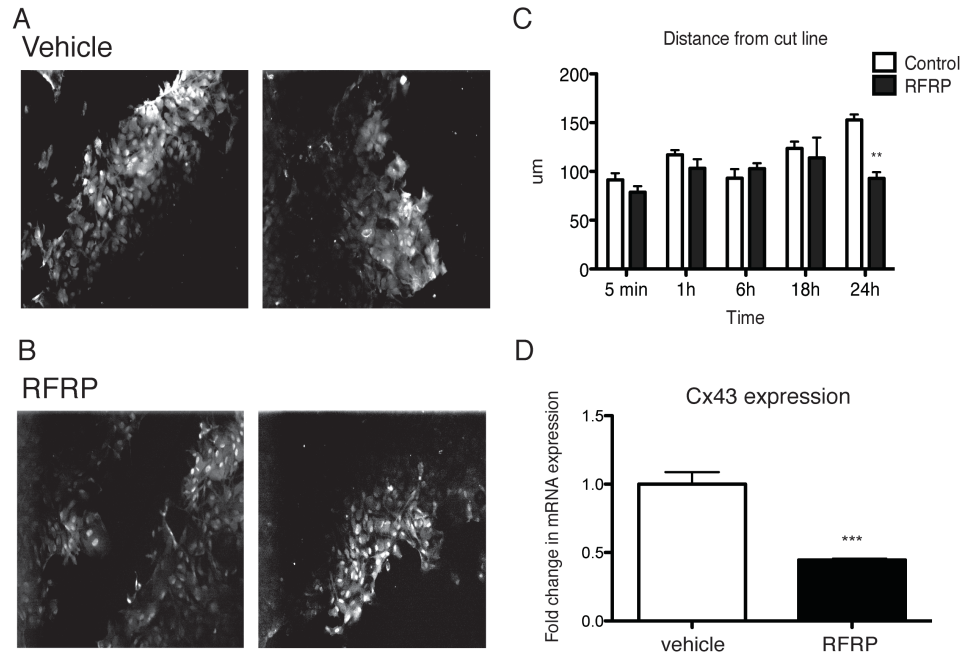 A
Vehicle
B
RFRP
C
Distance from cut line
Control
RFRP
200
150
100
50
0
um
**
5 min 1h 6h 18h 24h
Time
D
Cx43 expression
Fold change in mRNA expression
1.5
1.0
0.5
0.0
***
vehicle RFRP